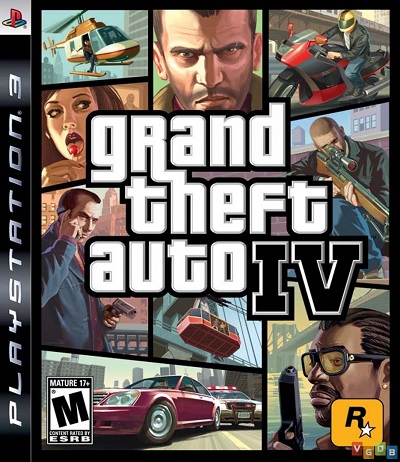 PLAYSTATION 3
grand
theft
auto IV
MATURE 17+
M
CONTENT RATED BY
ESRB
R
VGDB